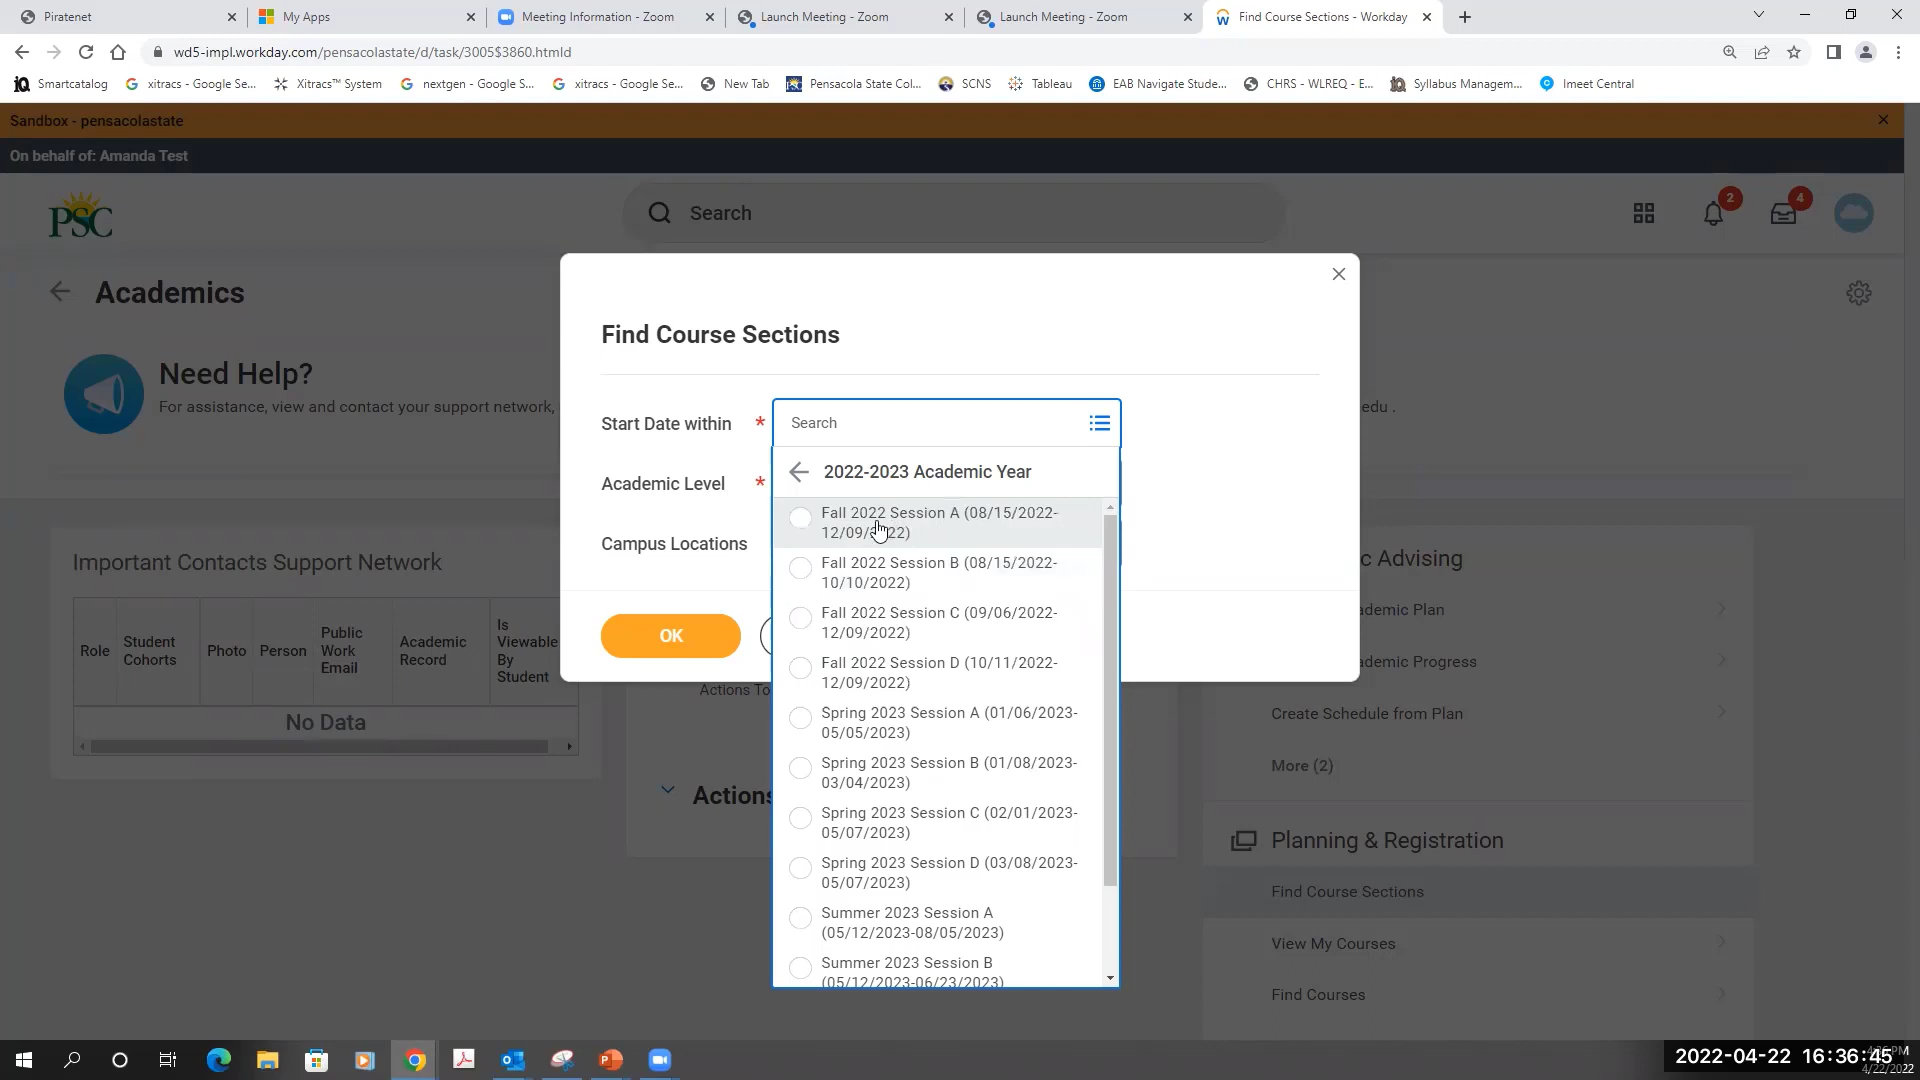 Piratenet
My Apps
Meeting Information - Zoom
Launch Meeting - Zoom
Launch Meeting - Zoom
Find Course Sections - Workday
wd5-impl.workday.com/pensacolastate/d/task/3005$3860.htmld
Smartcatalog
xitracs - Google Se...
Xitracs™ System
nextgen - Google S...
xitracs - Google Se...
New Tab
Pensacola State Col...
SCNS
Tableau
EAB Navigate Stude...
CHRS - WLREQ - E...
Syllabus Managem...
Imeet Central
Sandbox - pensacolastate
On behalf of: Amanda Test
PSC
Search
2
4
Academics
Need Help?
For assistance, view and contact your support network,
edu .
Find Course Sections
Start Date within *
Search
Academic Level *
Campus Locations
OK
2022-2023 Academic Year
Fall 2022 Session A (08/15/2022-
12/09/2022)
Fall 2022 Session B (08/15/2022-
10/10/2022)
Fall 2022 Session C (09/06/2022-
12/09/2022)
Fall 2022 Session D (10/11/2022-
12/09/2022)
Spring 2023 Session A (01/06/2023-
05/05/2023)
Spring 2023 Session B (01/08/2023-
03/04/2023)
Spring 2023 Session C (02/01/2023-
05/07/2023)
Spring 2023 Session D (03/08/2023-
05/07/2023)
Summer 2023 Session A
(05/12/2023-08/05/2023)
Summer 2023 Session B
(05/12/2023-06/23/2023)
Important Contacts Support Network
Role
Student
Cohorts
Photo
Person
Public
Work
Email
Academic
Record
Is
Viewable
By
Student
No Data
Actions To
Actions
c Advising
ademic Plan
ademic Progress
Create Schedule from Plan
More (2)
Planning & Registration
Find Course Sections
View My Courses
Find Courses
2022-04-22 16:36:45
4/22/2022